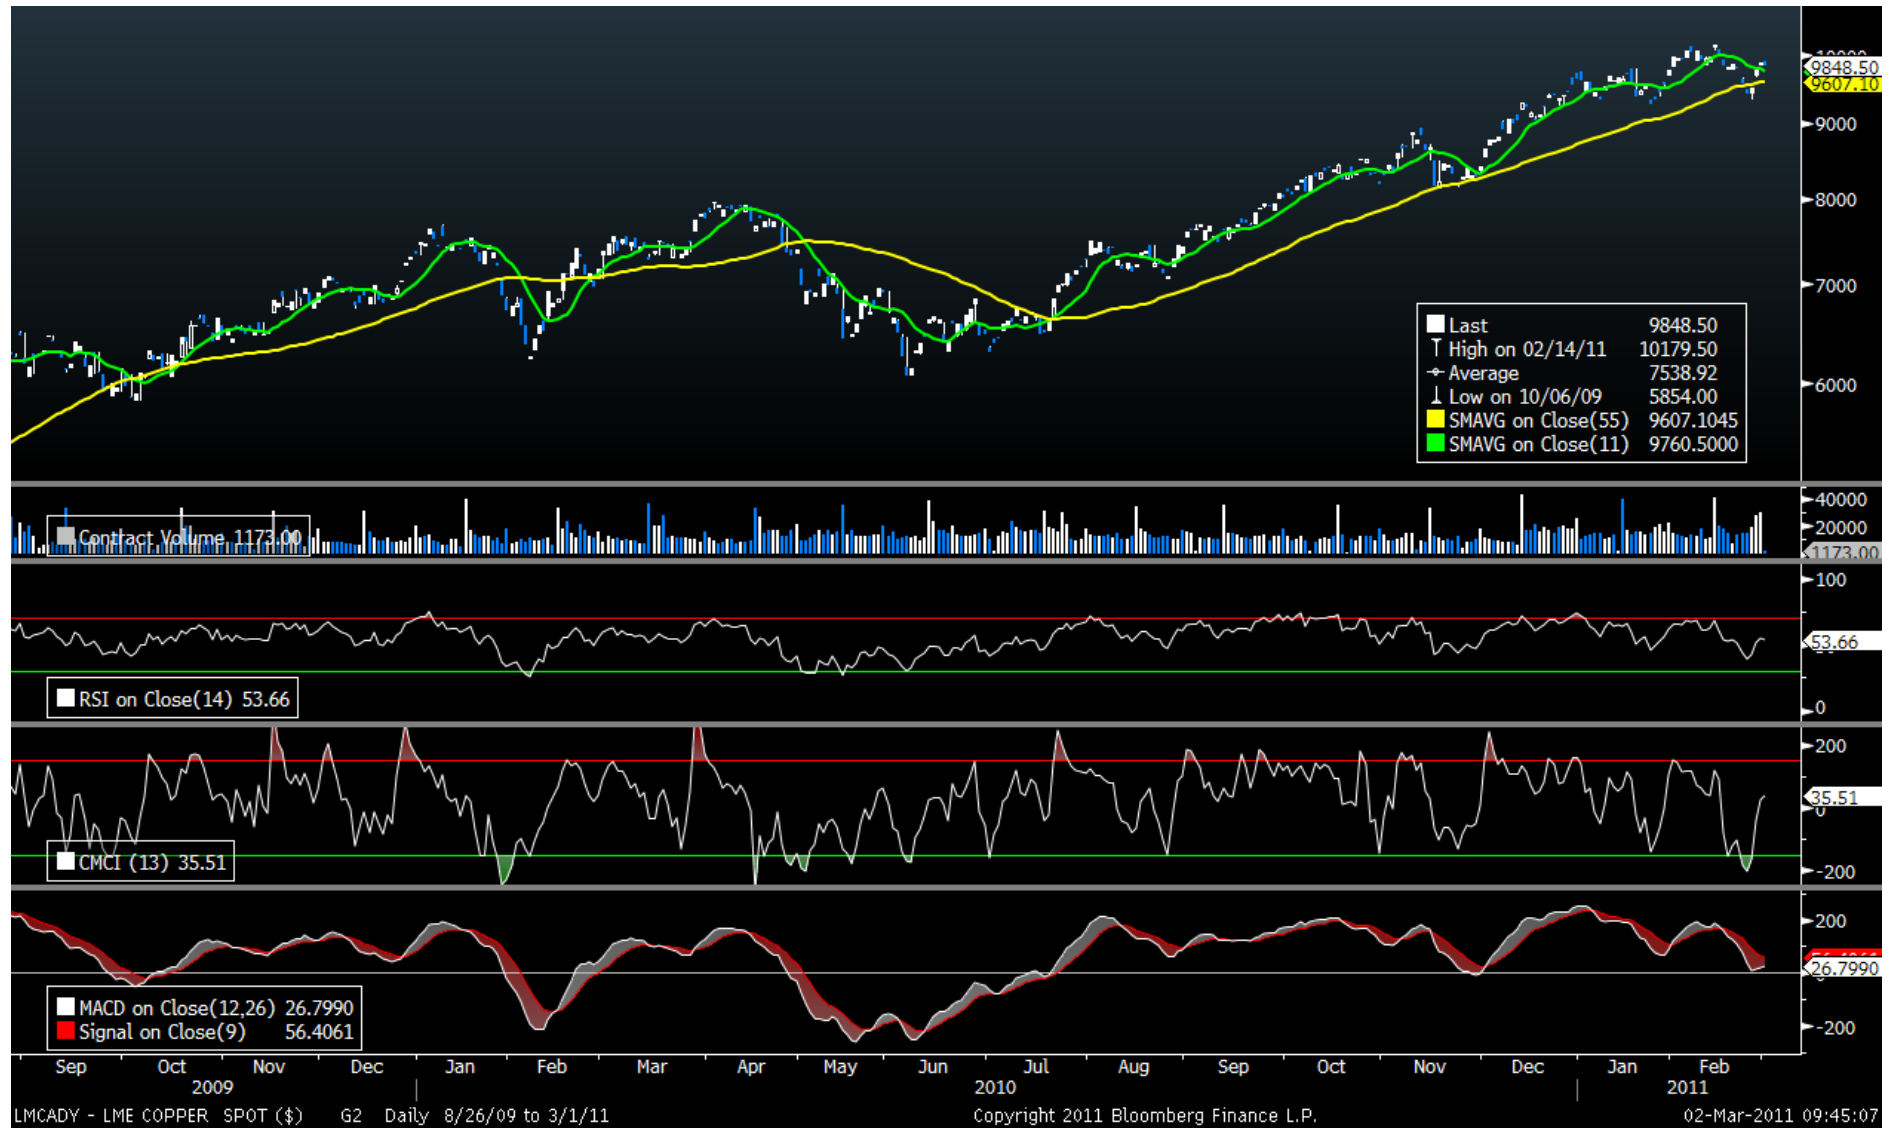 10000
9848.50
9607.10
9000
8000
7000
6000
Last 9848.50
High on 02/14/11 10179.50
Average 7538.92
Low on 10/06/09 5854.00
SMAVG on Close(55) 9607.1045
SMAVG on Close(11) 9760.5000
40000
20000
1173.00
Contract Volume 1173.00
100
53.66
0
RSI on Close(14) 53.66
200
35.51
0
-200
CMCI (13) 35.51
200
56.4061
26.7990
-200
MACD on Close(12,26) 26.7990
Signal on Close(9) 56.4061
Sep Oct Nov Dec Jan Feb Mar Apr May Jun Jul Aug Sep Oct Nov Dec Jan Feb
2009 2010 2011
LMCADY - LME COPPER SPOT ($) G2 Daily 8/26/09 to 3/1/11 Copyright 2011 Bloomberg Finance L.P. 02-Mar-2011 09:45:07